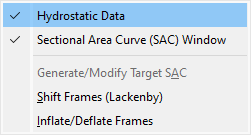 Hydrostatic Data
Sectional Area Curve (SAC) Window
Generate/Modify Target SAC
Shift Frames (Lackenby)
Inflate/Deflate Frames